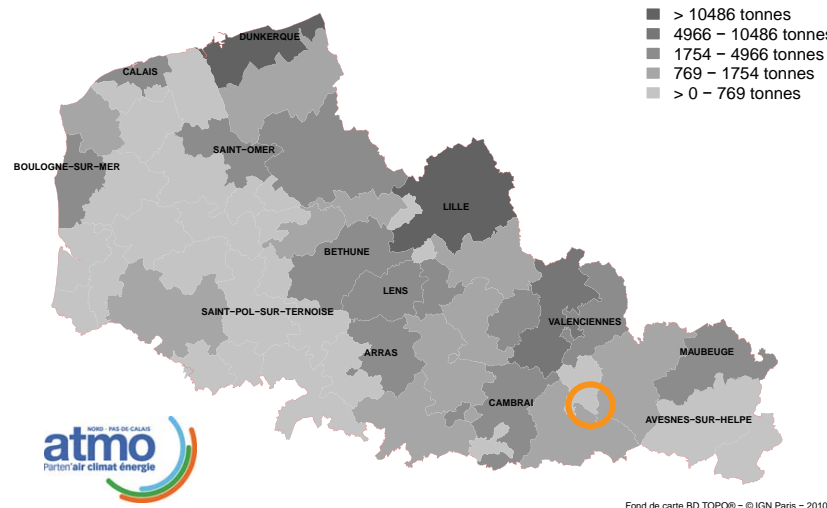 > 10486 tonnes
4966 − 10486 tonnes
1754 − 4966 tonnes
769 − 1754 tonnes
> 0 − 769 tonnes
DUNKERQUE
CALAIS
SAINT−OMER
BOULOGNE−SUR−MER
LILLE
BETHUNE
LENS
SAINT−POL−SUR−TERNOISE
VALENCIENNES
ARRAS
MAUBEUGE
CAMBRAI
AVESNES−SUR−HELPE
NORD - PAS-DE-CALAIS
atmo
Parten'air climat énergie
Fond de carte BD TOPO® − © IGN Paris − 2010